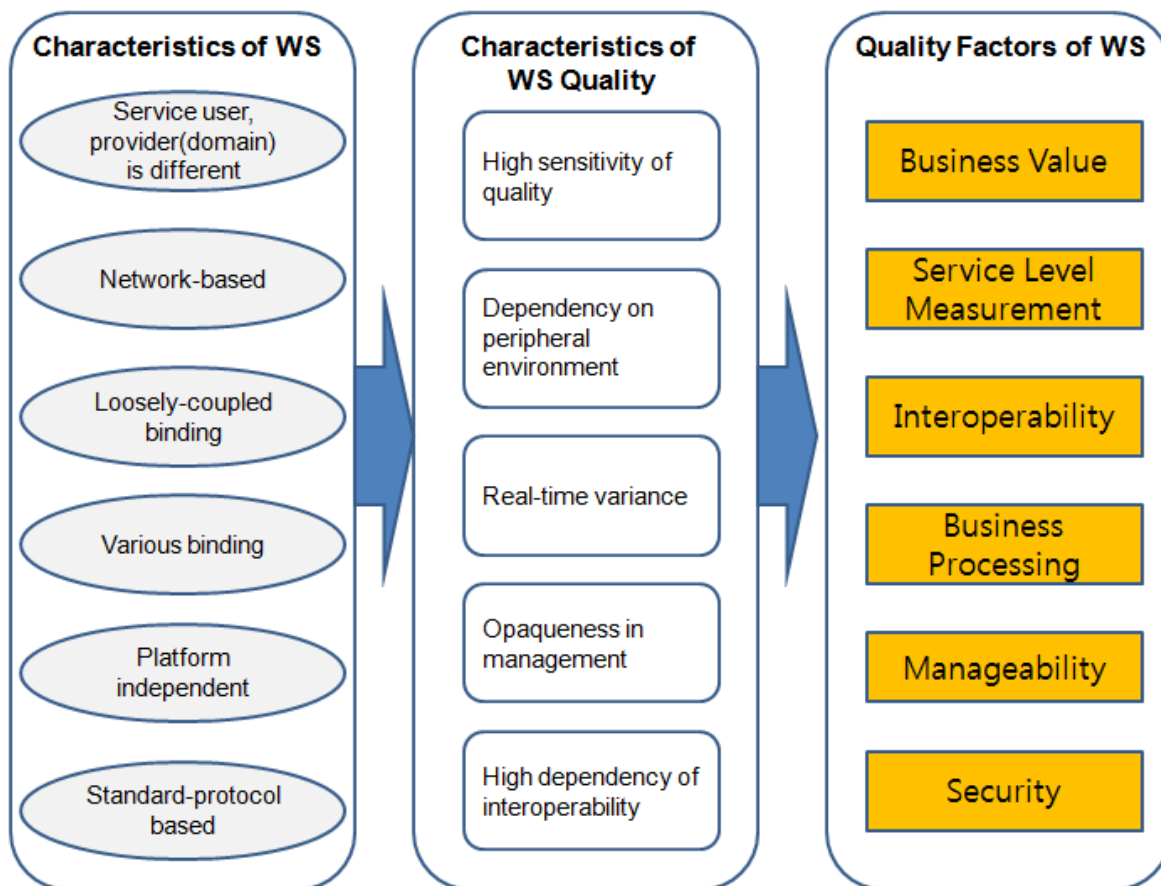 Characteristics of WS
Service user,
provider(domain)
is different
Network-based
Loosely-coupled
binding
Various binding
Platform
independent
Standard-protocol
based
Characteristics of
WS Quality
High sensitivity of
quality
Dependency on
peripheral
environment
Real-time variance
Opaqueness in
management
High dependency of
interoperability
Quality Factors of WS
Business Value
Service Level
Measurement
Interoperability
Business
Processing
Manageability
Security